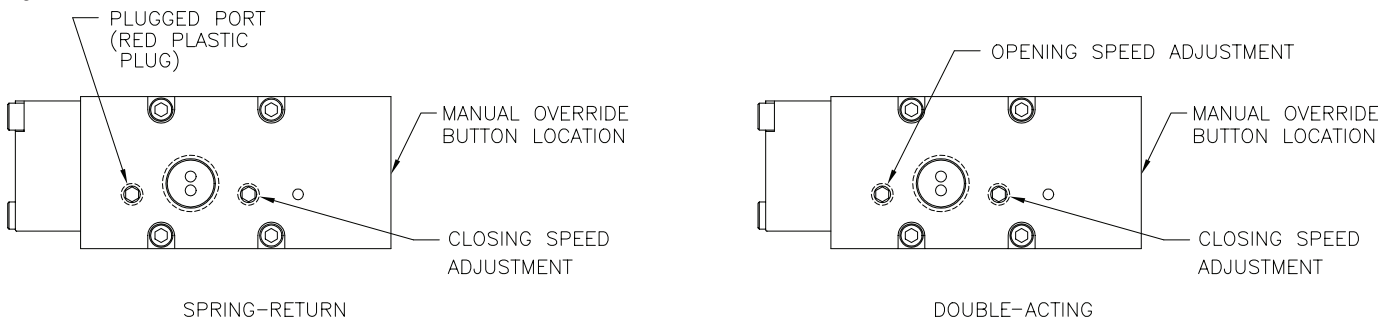 PLUGGED PORT
(RED PLASTIC
PLUG)
MANUAL OVERRIDE
BUTTON LOCATION
CLOSING SPEED
ADJUSTMENT
SPRING-RETURN
OPENING SPEED ADJUSTMENT
MANUAL OVERRIDE
BUTTON LOCATION
CLOSING SPEED
ADJUSTMENT
DOUBLE-ACTING